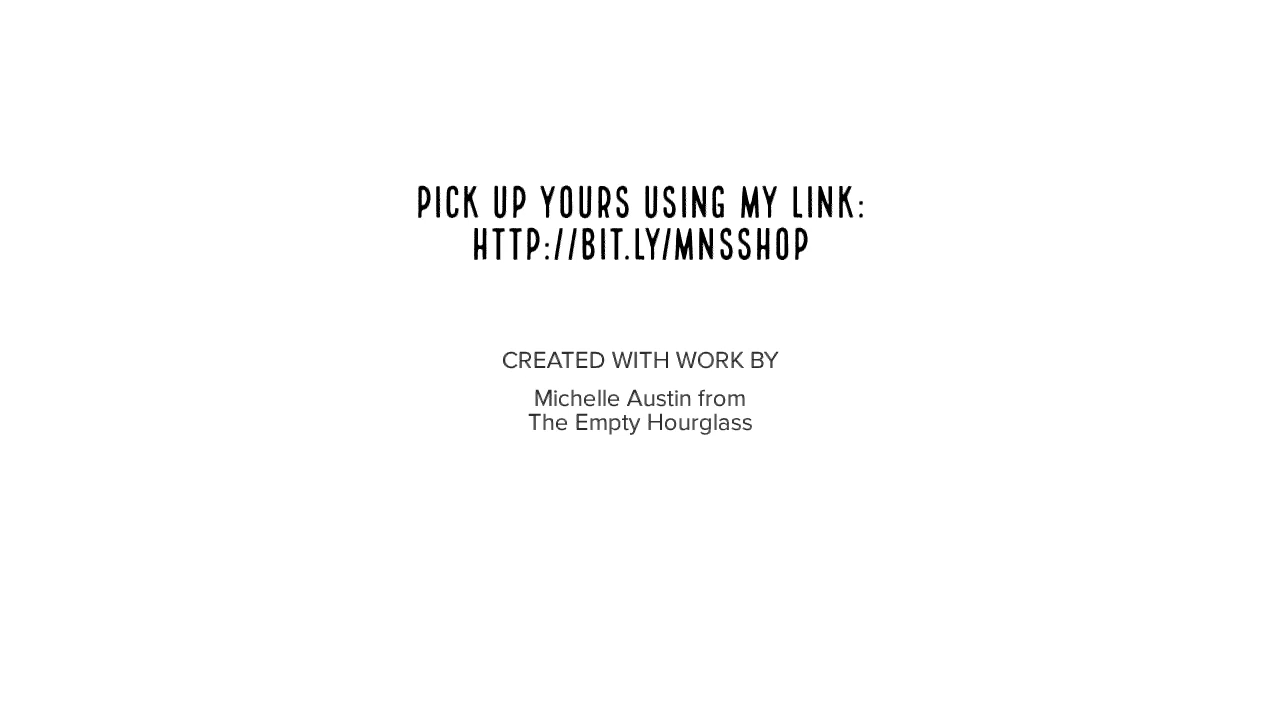 PICK UP YOURS USING MY LINK:
HTTP://BIT.LY/MNSSHOP
CREATED WITH WORK BY
Michelle Austin from
The Empty Hourglass